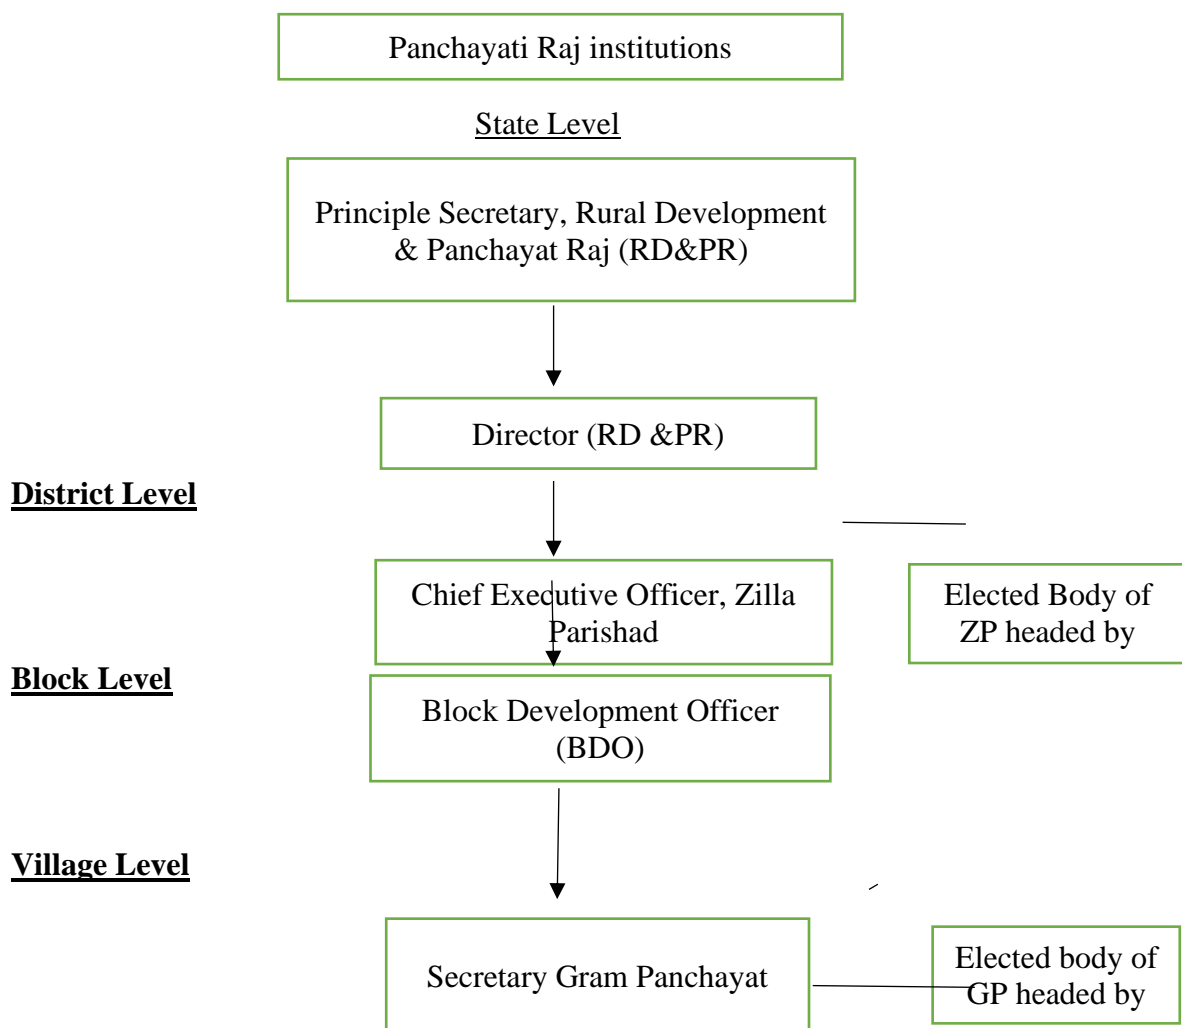 Panchayati Raj institutions
State Level
Principle Secretary, Rural Development
& Panchayat Raj (RD&PR)
Director (RD &PR)
District Level
Chief Executive Officer, Zilla
Parishad
Elected Body of
ZP headed by
Block Level
Block Development Officer
(BDO)
Village Level
Secretary Gram Panchayat
Elected body of
GP headed by